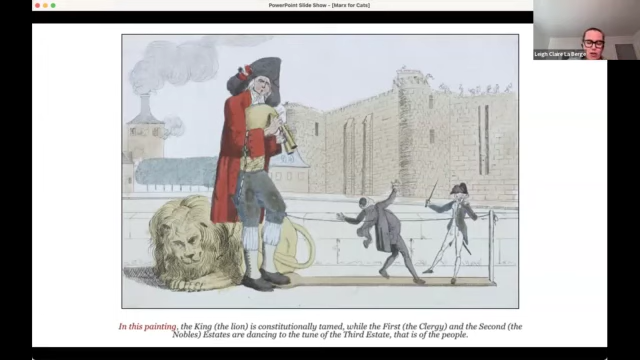 PowerPoint Slide Show - [Marx for Cats]
Leigh Claire La Berge
In this painting, the King (the lion) is constitutionally tamed, while the First (the Clergy) and the Second (the
Nobles) Estates are dancing to the tune of the Third Estate, that is of the people.